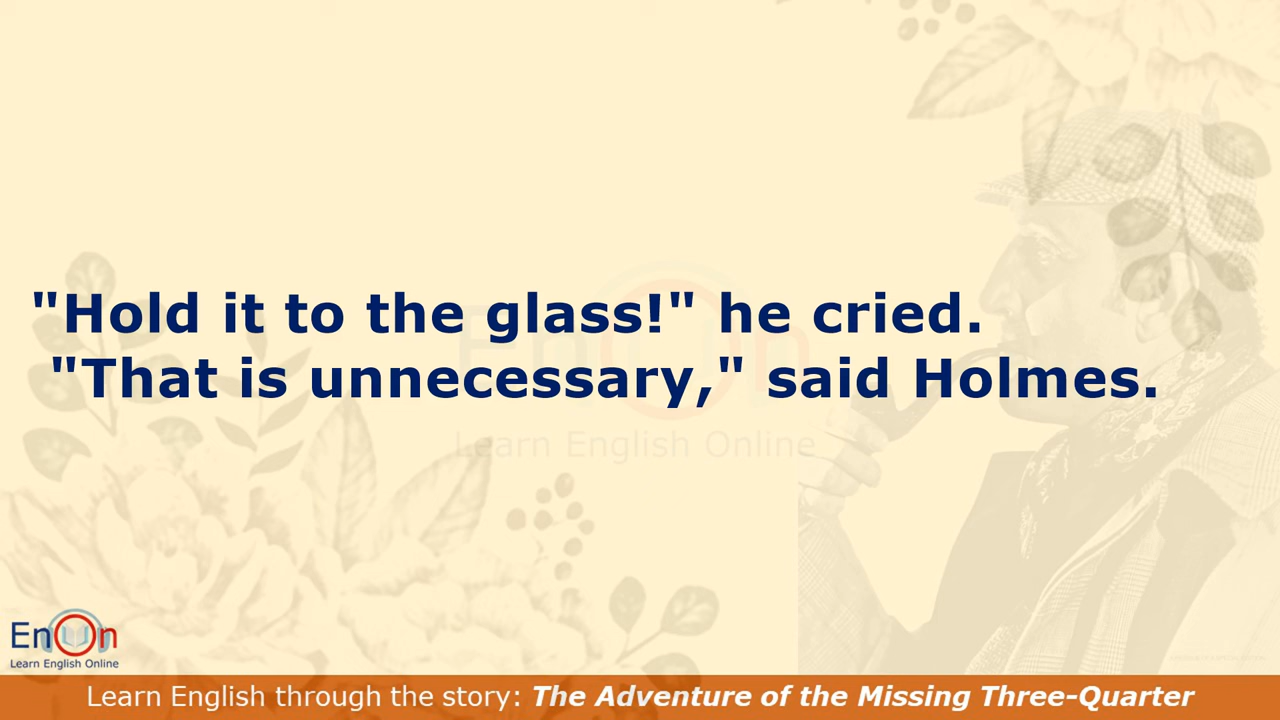 "Hold it to the glass!" he cried.
"That is unnecessary," said Holmes.
EnOn
Learn English Online
EnOn
Learn English Online
Learn English through the story: The Adventure of the Missing Three-Quarter